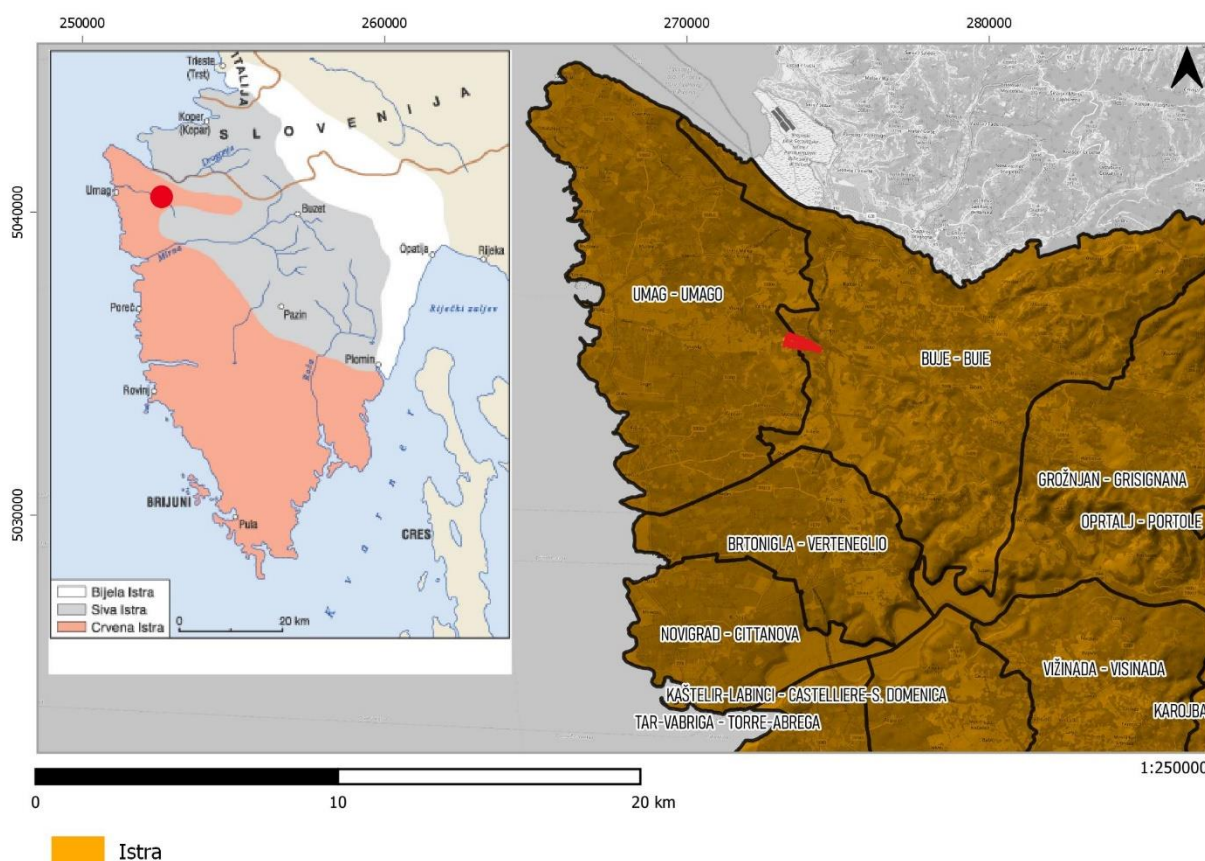 250000
260000
270000
280000
5040000
5030000
Trieste
(Trst)
ITALIJA
Koper
(Kopar)
SLOVENIJA
Dragonja
Umag
Buzet
Mirna
Opatija
Rijeka
Poreč
Pazin
Riječki zaljev
Plomin
Raša
Rovinj
BRIJUNI
Pula
CRES
Kvarner
Bijela Istra
Siva Istra
Crvena Istra
0
20 km
UMAG - UMAGO
BUJE - BUIE
GROŽNJAN - GRISIGNANA
OPRTALJ - PORTOLE
BRTONIGLA - VERTENEGLIO
NOVIGRAD - CITTANOVA
VIŽINADA - VISINADA
KAŠTELIR-LABINCI - CASTELLIERE-S. DOMENICA
KAROJBA
TAR-VABRIGA - TORRE-ABREGA
1:250000
0
10
20 km
Istra